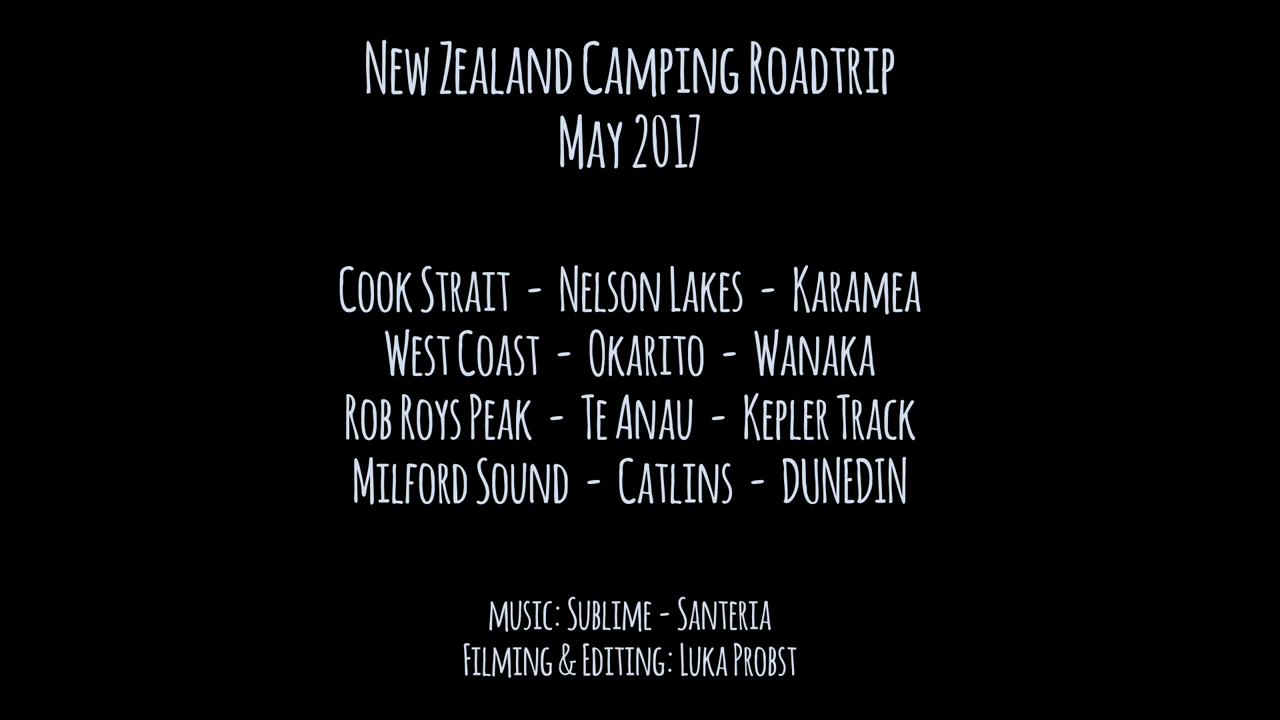 New Zealand Camping Roadtrip
May 2017
Cook Strait - Nelson Lakes - Karamea
West Coast - Okarito - Wanaka
Rob Roys Peak - Te Anau - Kepler Track
Milford Sound - Catlins - DUNEDIN
music: Sublime - Santeria
Filming & Editing: Luka Probst